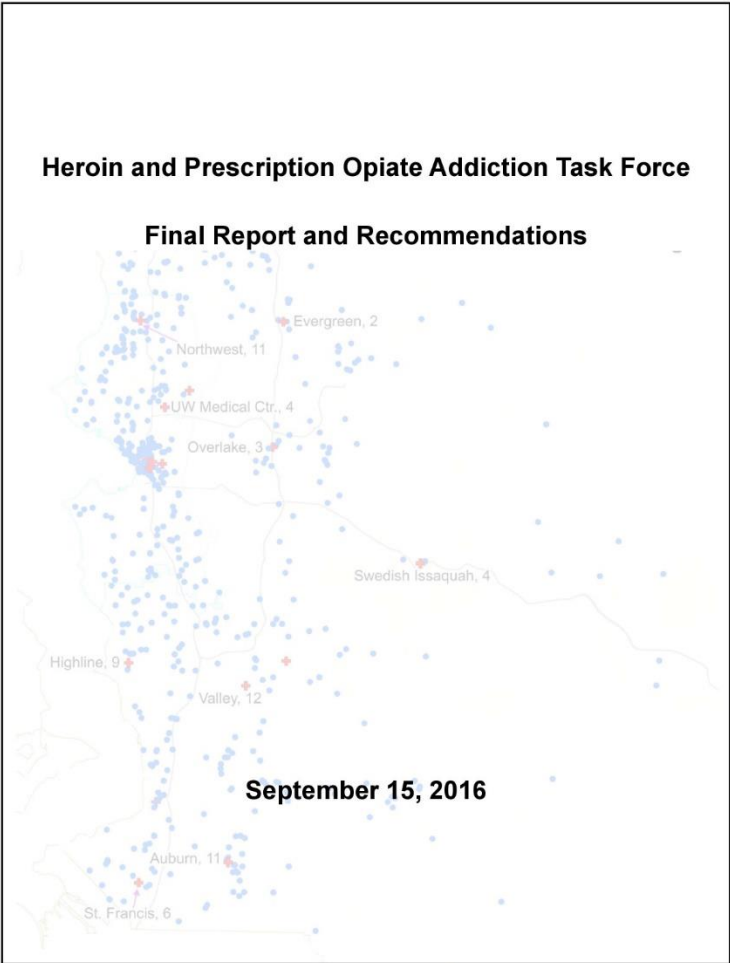 Heroin and Prescription Opiate Addiction Task Force
Final Report and Recommendations
Evergreen, 2
Northwest, 11
UW Medical Ctr., 4
Overlake, 3
Swedish Issaquah, 4
Highline, 9
Valley, 12
September 15, 2016
Auburn, 11
St. Francis, 6